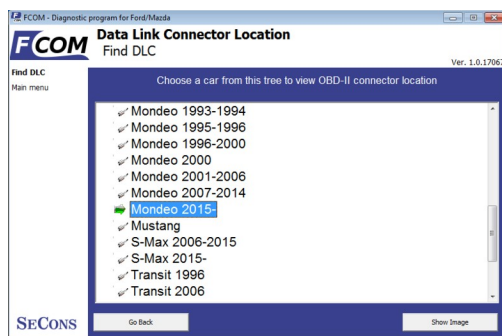 FCOM - Diagnostic program for Ford/Mazda
FCOM
Data Link Connector Location
Find DLC
Ver. 1.0.17067
Find DLC
Main menu
Choose a car from this tree to view OBD-II connector location
Mondeo 1993-1994
Mondeo 1995-1996
Mondeo 1996-2000
Mondeo 2000
Mondeo 2001-2006
Mondeo 2007-2014
Mondeo 2015-
Mustang
S-Max 2006-2015
S-Max 2015-
Transit 1996
Transit 2006
SECONS
Go Back
Show Image